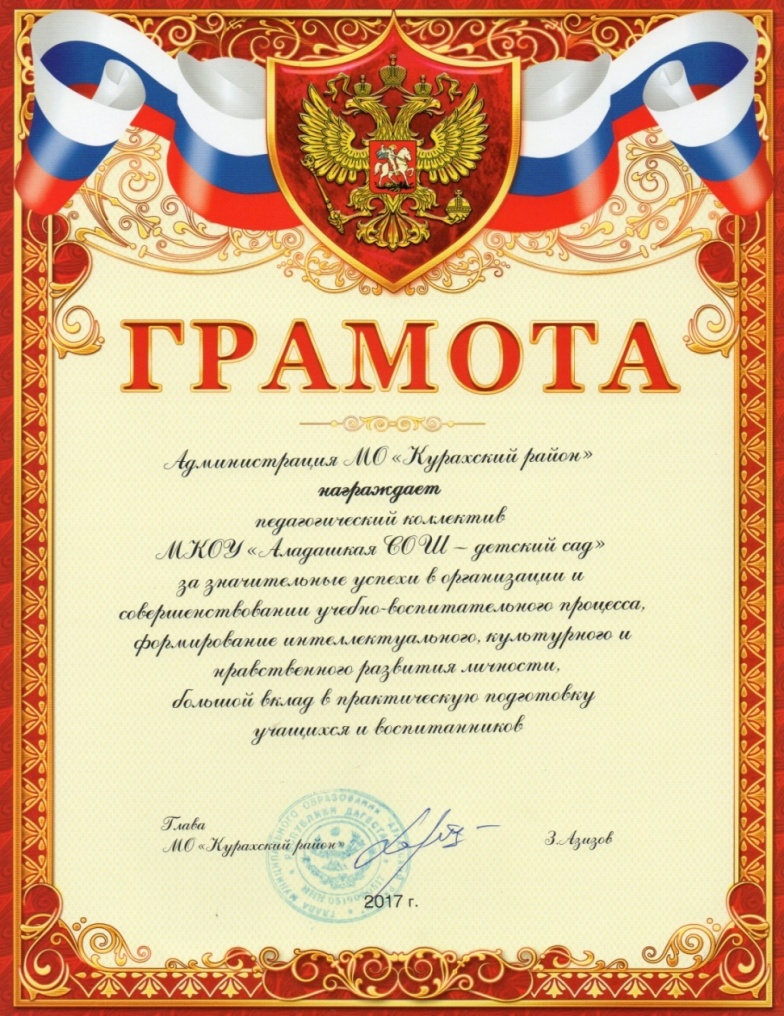 ГРАМОТА
Администрация МО «Курахский район»
награждает
педагогический коллектив
МКОУ «Аладашкая СОШ – детский сад»
за значительные успехи в организации и
совершенствовании учебно-воспитательного процесса,
формирование интеллектуального, культурного и
нравственного развития личности,
большой вклад в практическую подготовку
учащихся и воспитанников
Глава
МО «Курахский район»
З.Азизов
2017 г.